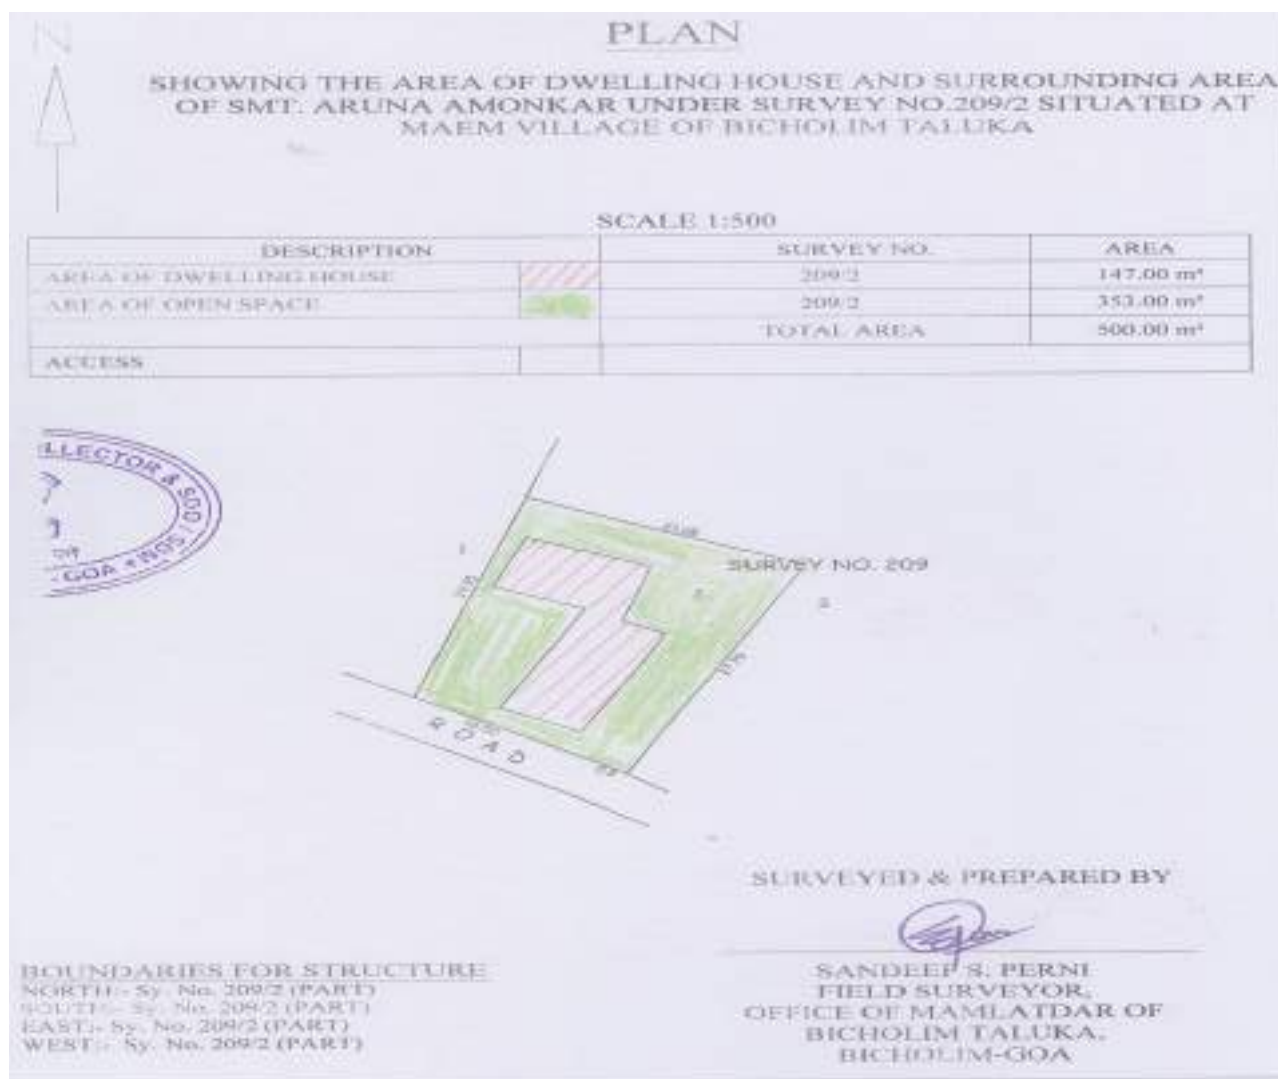 N
PLAN
SHOWING THE AREA OF DWELLING HOUSE AND SURROUNDING AREA
OF SMT. ARUNA AMONKAR UNDER SURVEY NO.209/2 SITUATED AT
MAEM VILLAGE OF BICHOLIM TALUKA
SCALE 1:500
DESCRIPTION SURVEY NO. AREA
AREA OF DWELLING HOUSE 209/2 147.00 m²
AREA OF OPEN SPACE 209/2 353.00 m²
TOTAL AREA 500.00 m²
ACCESS
LLECTOR & SDO / SDM * GOA
SURVEY NO. 209
ROAD
SURVEYED & PREPARED BY
SANDEEP S. PERNI
FIELD SURVEYOR,
OFFICE OF MAMLATDAR OF
BICHOLIM TALUKA,
BICHOLIM-GOA
BOUNDARIES FOR STRUCTURE
NORTH:- Sy. No. 209/2 (PART)
SOUTH:- Sy. No. 209/2 (PART)
EAST:- Sy. No. 209/2 (PART)
WEST:- Sy. No. 209/2 (PART)